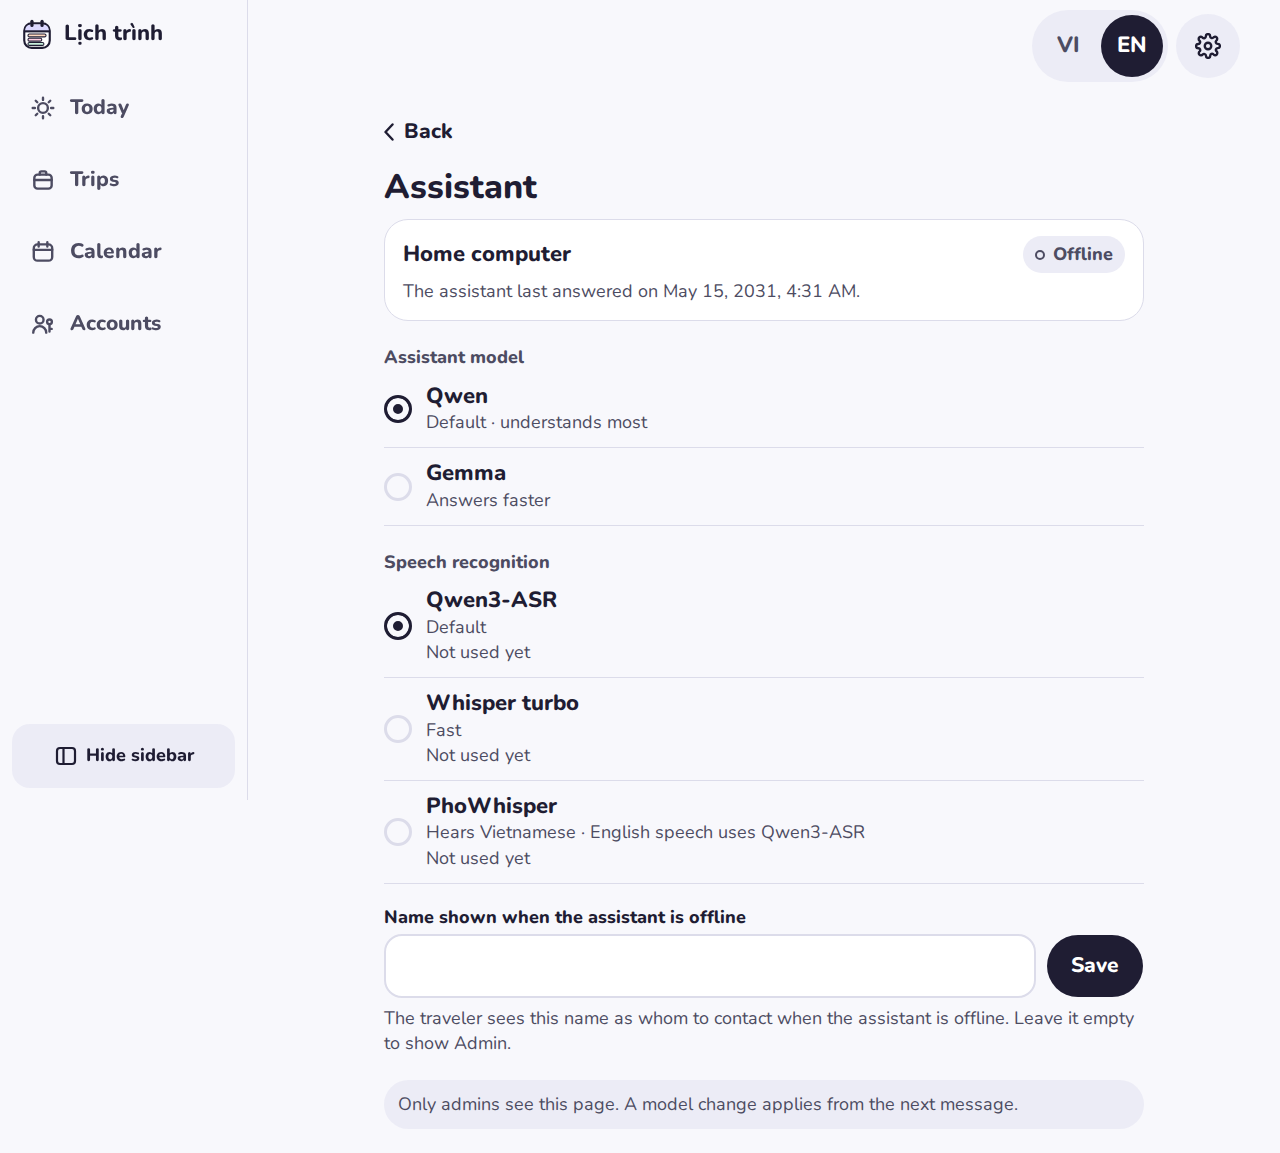 Lịch trình
Today
Trips
Calendar
Accounts
Hide sidebar
VI
EN
Back
Assistant
Home computer
Offline
The assistant last answered on May 15, 2031, 4:31 AM.
Assistant model
Qwen
Default · understands most
Gemma
Answers faster
Speech recognition
Qwen3-ASR
Default
Not used yet
Whisper turbo
Fast
Not used yet
PhoWhisper
Hears Vietnamese · English speech uses Qwen3-ASR
Not used yet
Name shown when the assistant is offline
Save
The traveler sees this name as whom to contact when the assistant is offline. Leave it empty
to show Admin.
Only admins see this page. A model change applies from the next message.